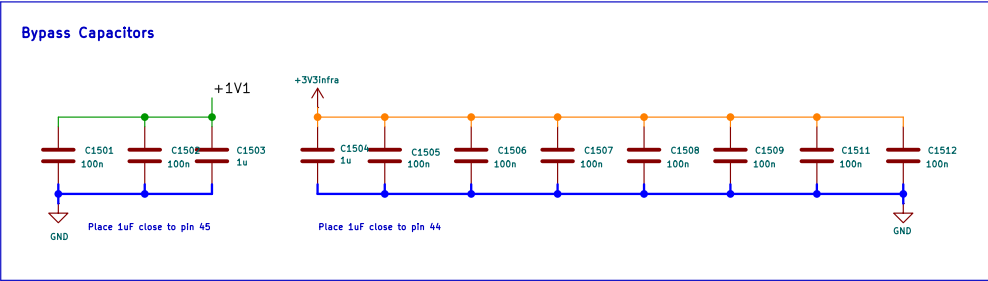 Bypass Capacitors
+1V1
+3V3infra
C1501
100n
C1502
100n
C1503
1u
C1504
1u
C1505
100n
C1506
100n
C1507
100n
C1508
100n
C1509
100n
C1511
100n
C1512
100n
Place 1uF close to pin 45
Place 1uF close to pin 44
GND
GND